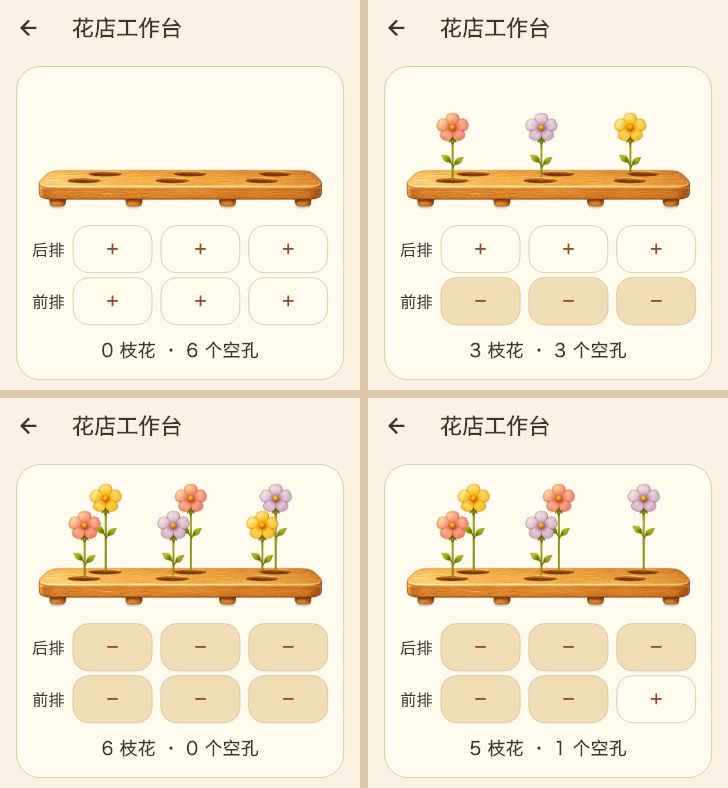 花店工作台
后排 + + +
前排 + + +
0 枝花 · 6 个空孔
花店工作台
后排 + + +
前排 − − −
3 枝花 · 3 个空孔
花店工作台
后排 − − −
前排 − − −
6 枝花 · 0 个空孔
花店工作台
后排 − − −
前排 − − +
5 枝花 · 1 个空孔